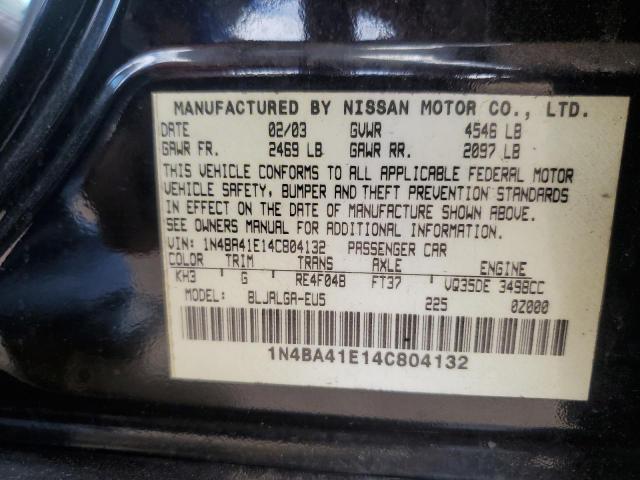 MANUFACTURED BY NISSAN MOTOR CO., LTD.
DATE 02/03 GVWR 4546 LB
GAWR FR. 2469 LB GAWR RR. 2097 LB
THIS VEHICLE CONFORMS TO ALL APPLICABLE FEDERAL MOTOR
VEHICLE SAFETY, BUMPER AND THEFT PREVENTION STANDARDS
IN EFFECT ON THE DATE OF MANUFACTURE SHOWN ABOVE.
SEE OWNERS MANUAL FOR ADDITIONAL INFORMATION.
VIN: 1N4BA41E14C804132 PASSENGER CAR
COLOR TRIM TRANS AXLE ENGINE
KH3 G RE4F04B FT37 VQ35DE 3498CC
MODEL: BLJALGA-EU5 225 0Z000
1N4BA41E14C804132